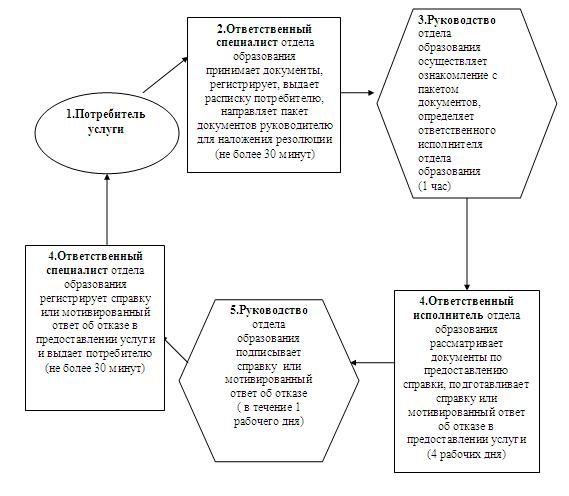 1.Потребитель
услуги
2.Ответственный
специалист отдела
образования
принимает документы,
регистрирует, выдает
расписку потребителю,
направляет пакет
документов руководителю
для наложения резолюции
(не более 30 минут)
3.Руководство
отдела
образования
осуществляет
ознакомление с
пакетом
документов,
определяет
ответственного
исполнителя
отдела
образования
(1 час)
4.Ответственный
исполнитель отдела
образования
рассматривает
документы по
предоставлению
справки, подготавливает
справку или
мотивированный ответ
об отказе в
предоставлении услуги
(4 рабочих дня)
5.Руководство
отдела
образования
подписывает
справку или
мотивированный
ответ об отказе
( в течение 1
рабочего дня)
4.Ответственный
специалист отдела
образования
регистрирует справку
или мотивированный
ответ об отказе в
предоставлении услуги
и выдает потребителю
(не более 30 минут)